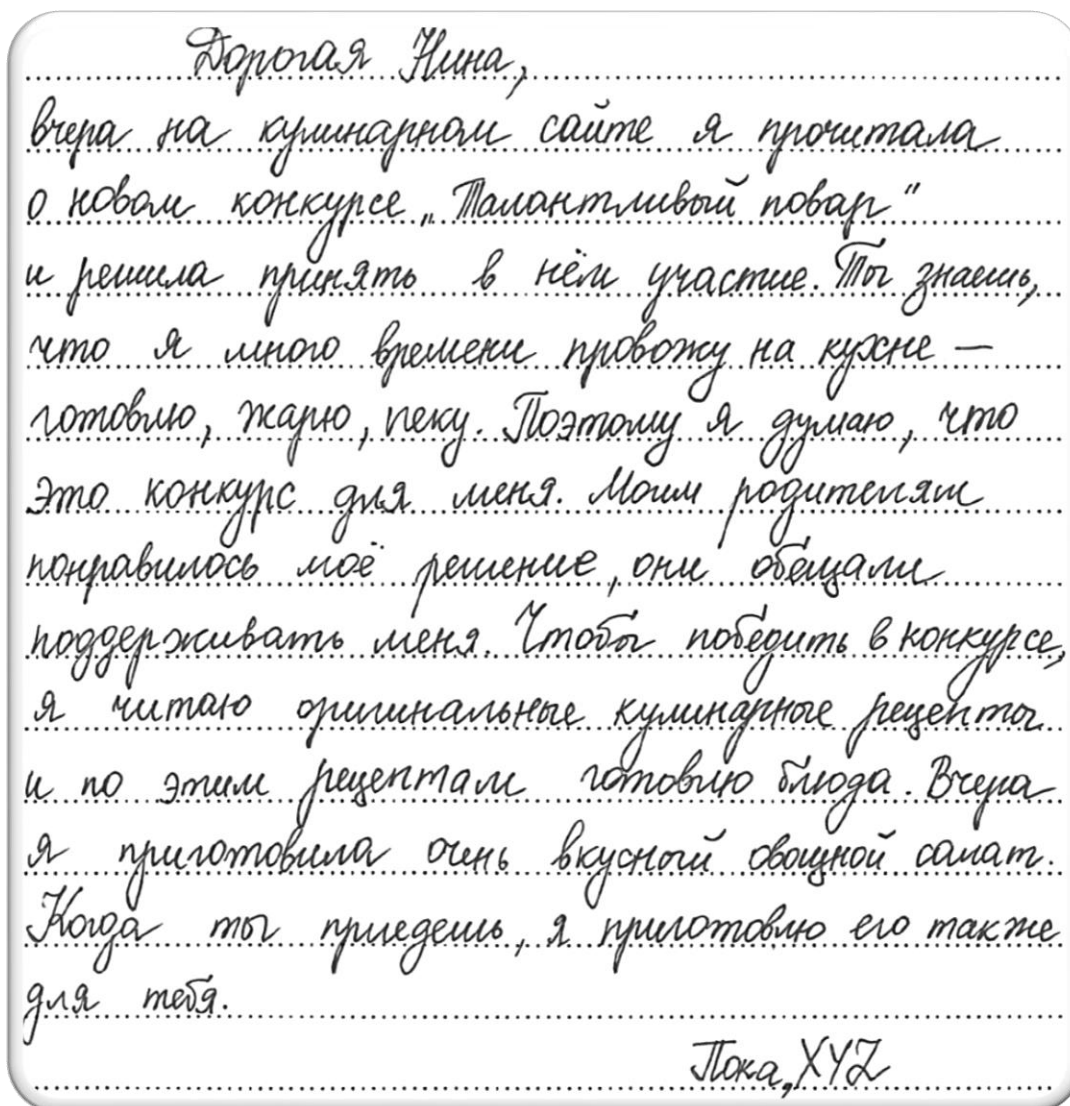 Дорогая Нина,
вчера на кулинарном сайте я прочитала
о новом конкурсе „Талантливый повар“
и решила принять в нём участие. Ты знаешь,
что я много времени провожу на кухне –
готовлю, жарю, пеку. Поэтому я думаю, что
это конкурс для меня. Моим родителям
понравилось моё решение, они обещали
поддерживать меня. Чтобы победить в конкурсе,
я читаю оригинальные кулинарные рецепты
и по этим рецептам готовлю блюда. Вчера
я приготовила очень вкусный овощной салат.
Когда ты приедешь, я приготовлю его также
для тебя.
Пока, XYZ